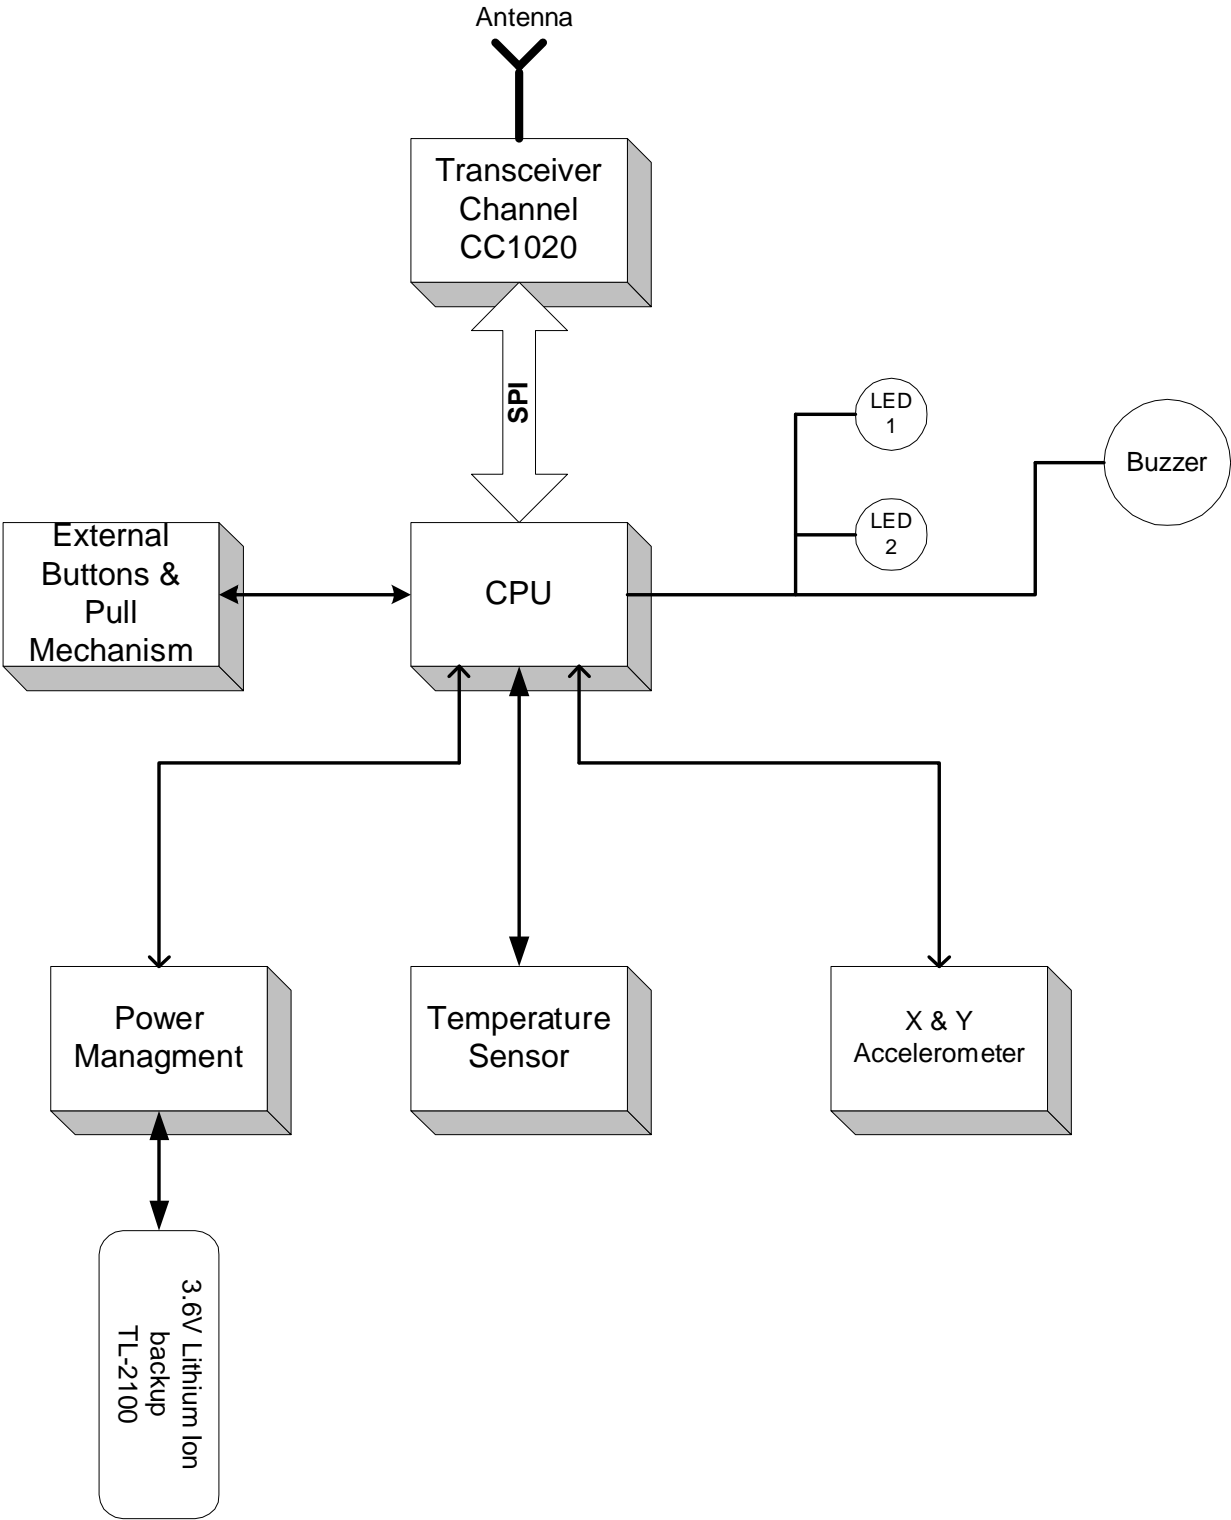 Antenna
Transceiver
Channel
CC1020
SPI
LED
1
Buzzer
LED
2
External
Buttons &
Pull
Mechanism
CPU
Power
Managment
Temperature
Sensor
X & Y
Accelerometer
3.6V Lithium Ion
backup
TL-2100